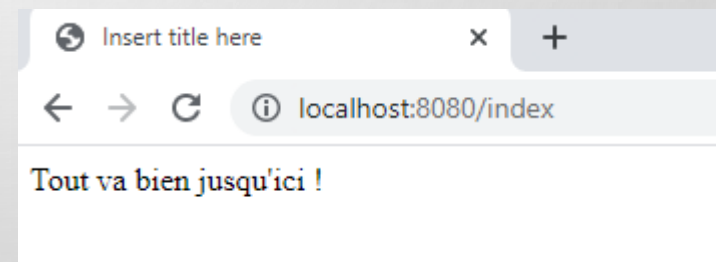 Insert title here
localhost:8080/index
Tout va bien jusqu'ici !